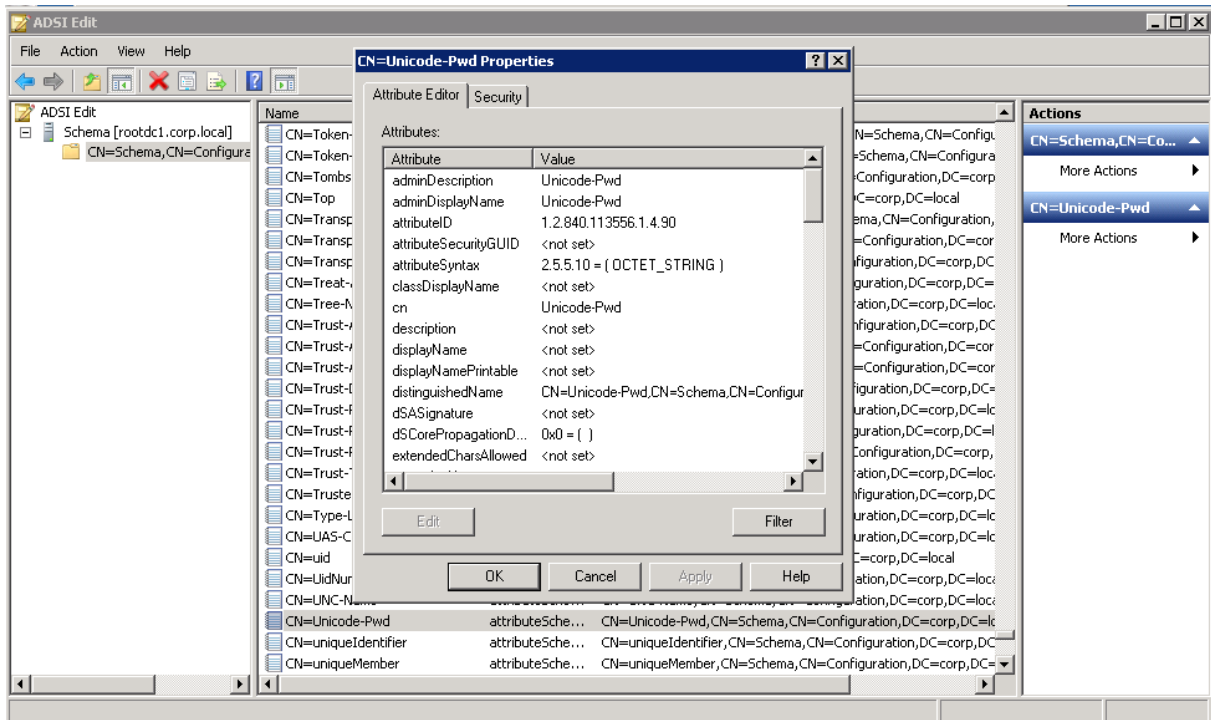 ADSI Edit
File Action View Help
ADSI Edit
Schema [rootdc1.corp.local]
CN=Schema,CN=Configura
Name
CN=Token-
CN=Token-
CN=Tombs
CN=Top
CN=Transp
CN=Transp
CN=Transp
CN=Treat-
CN=Tree-N
CN=Trust-
CN=Trust-
CN=Trust-
CN=Trust-
CN=Trust-
CN=Trust-
CN=Trust-
CN=Trust-
CN=Truste
CN=Type-L
CN=UAS-C
CN=uid
CN=UidNur
CN=UNC-Name
CN=Unicode-Pwd attributeSche... CN=Unicode-Pwd,CN=Schema,CN=Configuration,DC=corp,DC=lo
CN=uniqueIdentifier attributeSche... CN=uniqueIdentifier,CN=Schema,CN=Configuration,DC=corp,DC=
CN=uniqueMember attributeSche... CN=uniqueMember,CN=Schema,CN=Configuration,DC=corp,DC=
CN=Unicode-Pwd Properties
Attribute Editor Security
Attributes:
Attribute Value
adminDescription Unicode-Pwd
adminDisplayName Unicode-Pwd
attributeID 1.2.840.113556.1.4.90
attributeSecurityGUID <not set>
attributeSyntax 2.5.5.10 = ( OCTET_STRING )
classDisplayName <not set>
cn Unicode-Pwd
description <not set>
displayName <not set>
displayNamePrintable <not set>
distinguishedName CN=Unicode-Pwd,CN=Schema,CN=Configur
dSASignature <not set>
dSCorePropagationD... 0x0 = ( )
extendedCharsAllowed <not set>
Edit Filter
OK Cancel Apply Help
N=Schema,CN=Configu
=Schema,CN=Configura
Configuration,DC=corp
C=corp,DC=local
ema,CN=Configuration,
=Configuration,DC=cor
figuration,DC=corp,DC
guration,DC=corp,DC=
ation,DC=corp,DC=loc
nfiguration,DC=corp,DC
=Configuration,DC=cor
=Configuration,DC=cor
iguration,DC=corp,DC=
uration,DC=corp,DC=lc
guration,DC=corp,DC=l
Configuration,DC=corp,
ation,DC=corp,DC=loc
nfiguration,DC=corp,DC
uration,DC=corp,DC=lc
uration,DC=corp,DC=lc
C=corp,DC=local
ation,DC=corp,DC=loca
ation,DC=corp,DC=loca
Actions
CN=Schema,CN=Co...
More Actions
CN=Unicode-Pwd
More Actions